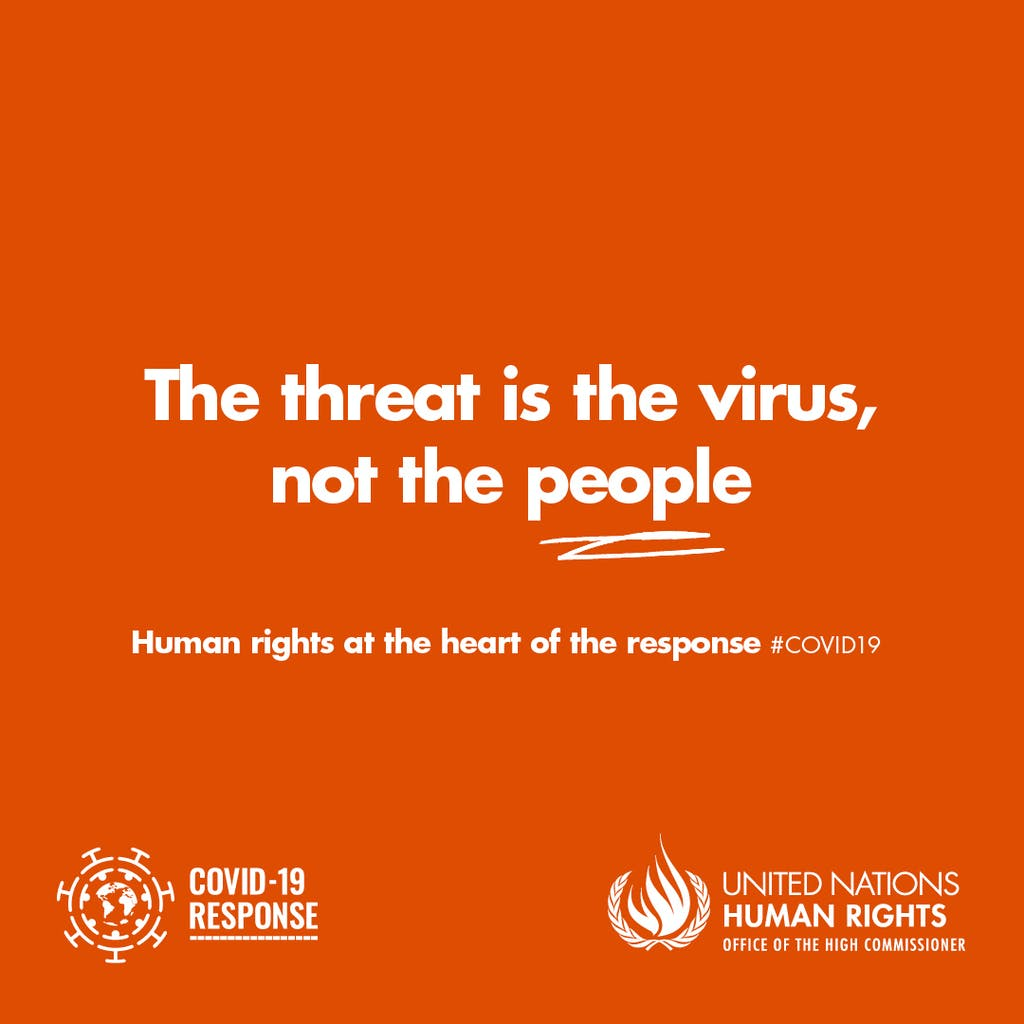 The threat is the virus,
not the people
Human rights at the heart of the response #COVID19
COVID-19
RESPONSE
UNITED NATIONS
HUMAN RIGHTS
OFFICE OF THE HIGH COMMISSIONER